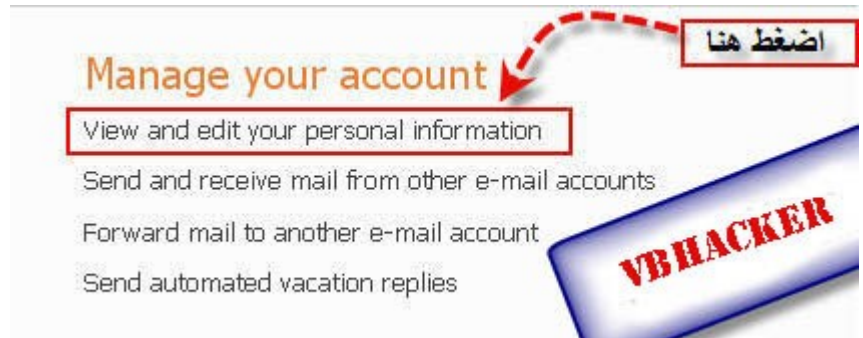 اضغط هنا
Manage your account
View and edit your personal information
Send and receive mail from other e-mail accounts
Forward mail to another e-mail account
Send automated vacation replies
VBHACKER